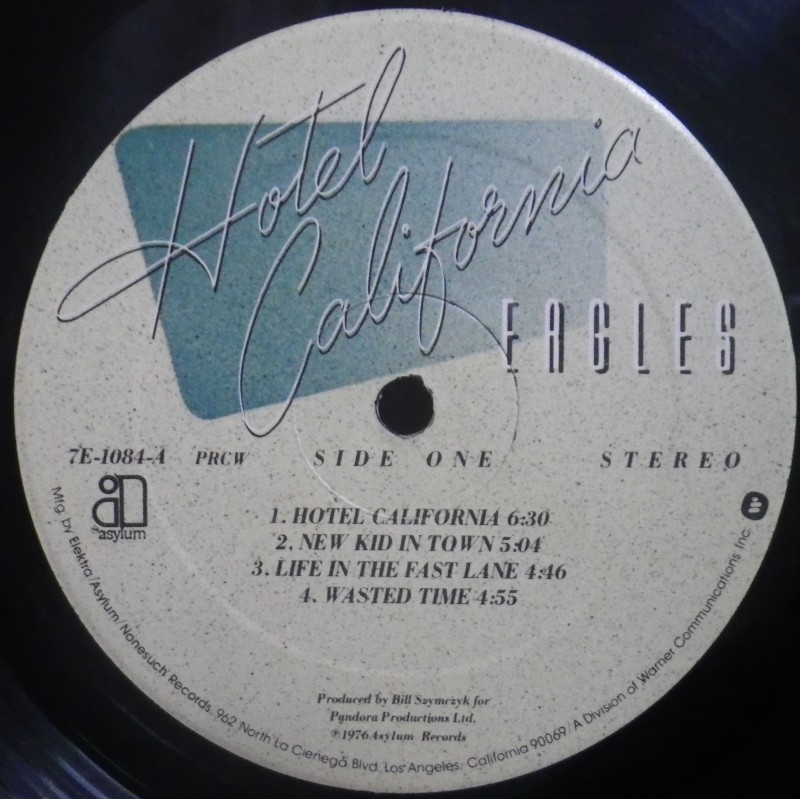 Hotel
California
EAGLES
7E-1084-A PRCW SIDE ONE STEREO
asylum
1. HOTEL CALIFORNIA 6:30
2. NEW KID IN TOWN 5:04
3. LIFE IN THE FAST LANE 4:46
4. WASTED TIME 4:55
Produced by Bill Szymczyk for
Pandora Productions Ltd.
℗1976 Asylum Records
Mfg. by Elektra/Asylum/Nonesuch Records, 962 North La Cienega Blvd., Los Angeles, California 90069/A Division of Warner Communications Inc.